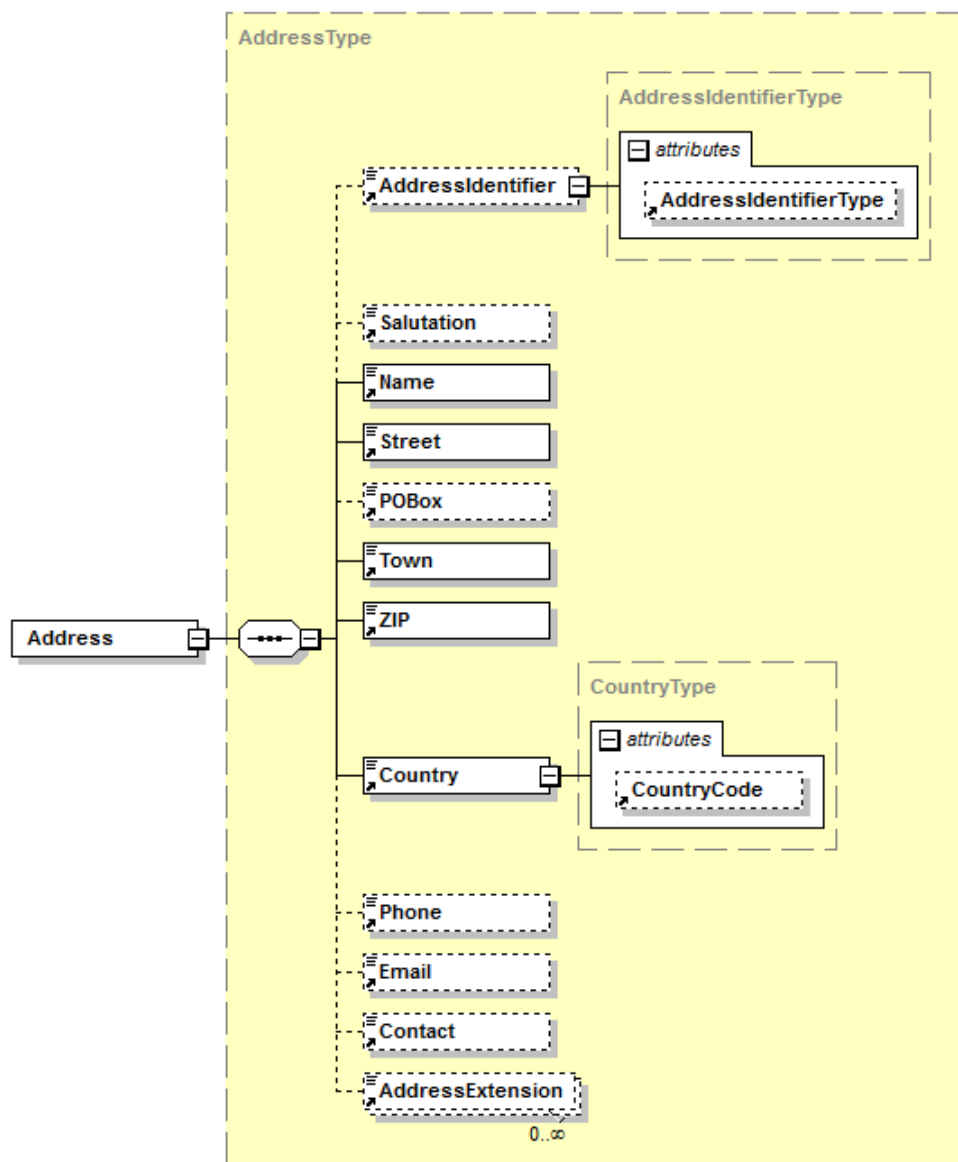 AddressType
AddressIdentifierType
attributes
AddressIdentifier
AddressIdentifierType
Salutation
Name
Street
POBox
Town
ZIP
Address
CountryType
attributes
Country
CountryCode
Phone
Email
Contact
AddressExtension
0..∞